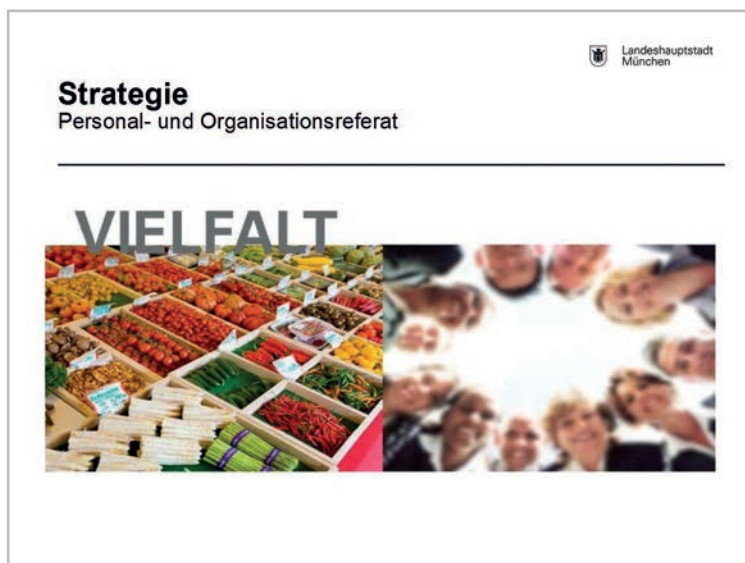 Landeshauptstadt
München
Strategie
Personal- und Organisationsreferat
VIELFALT